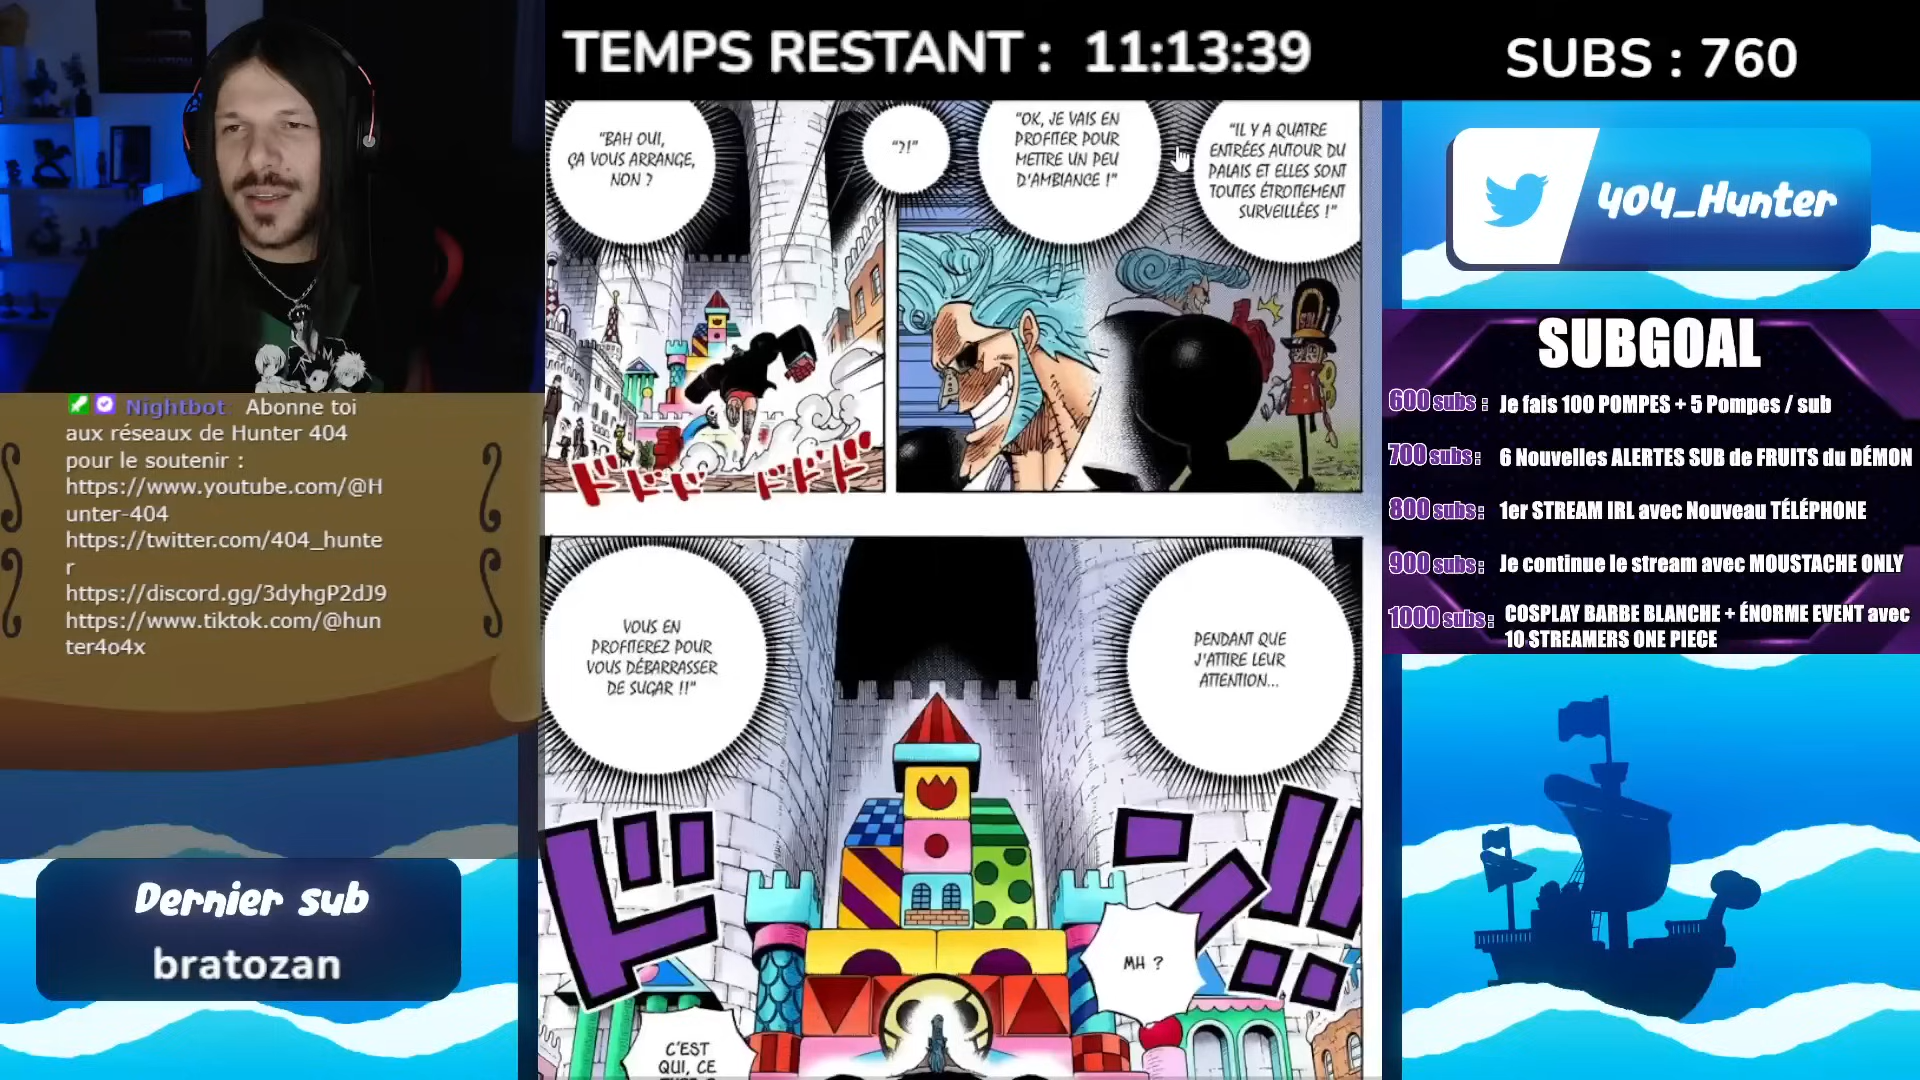 TEMPS RESTANT : 11:13:39
SUBS : 760
"BAH OUI,
ÇA VOUS ARRANGE,
NON ?
"?!"
"OK, JE VAIS EN
PROFITER POUR
METTRE UN PEU
D'AMBIANCE !"
"IL Y A QUATRE
ENTRÉES AUTOUR DU
PALAIS ET ELLES SONT
TOUTES ÉTROITEMENT
SURVEILLÉES !"
ドドドドドド
VOUS EN
PROFITEREZ POUR
VOUS DÉBARRASSER
DE SUGAR !!"
PENDANT QUE
J'ATTIRE LEUR
ATTENTION...
ドン!!
MH ?
C'EST
QUI, CE
404_Hunter
SUBGOAL
600 subs : Je fais 100 POMPES + 5 Pompes / sub
700 subs : 6 Nouvelles ALERTES SUB de FRUITS du DÉMON
800 subs : 1er STREAM IRL avec Nouveau TÉLÉPHONE
900 subs : Je continue le stream avec MOUSTACHE ONLY
1000 subs : COSPLAY BARBE BLANCHE + ÉNORME EVENT avec
10 STREAMERS ONE PIECE
Nightbot: Abonne toi
aux réseaux de Hunter 404
pour le soutenir :
https://www.youtube.com/@H
unter-404
https://twitter.com/404_hunte
r
https://discord.gg/3dyhgP2dJ9
https://www.tiktok.com/@hun
ter4o4x
Dernier sub
bratozan